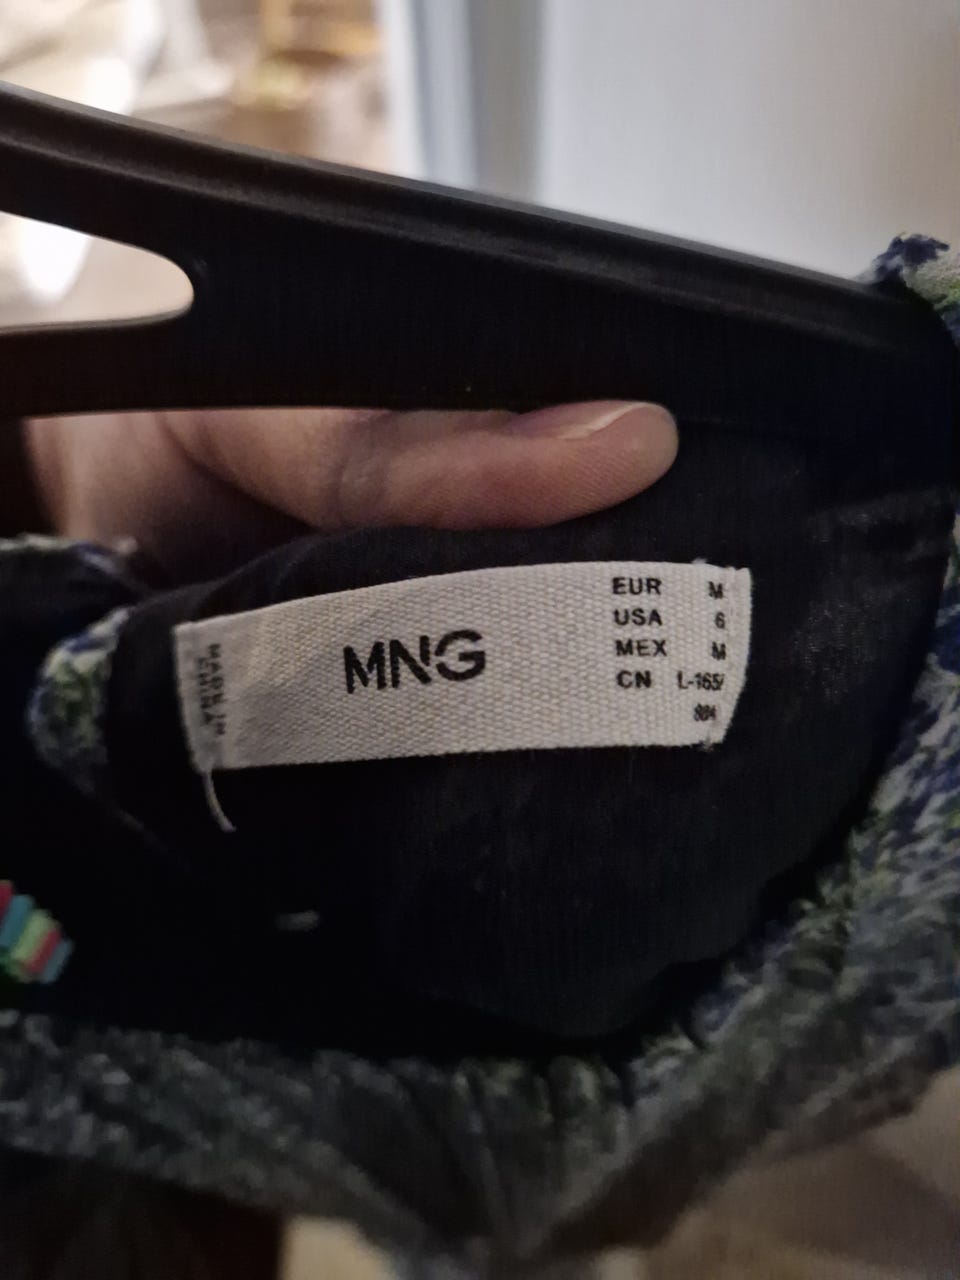 MADE IN
CHINA
MNG
EUR M
USA 6
MEX M
CN L-165/